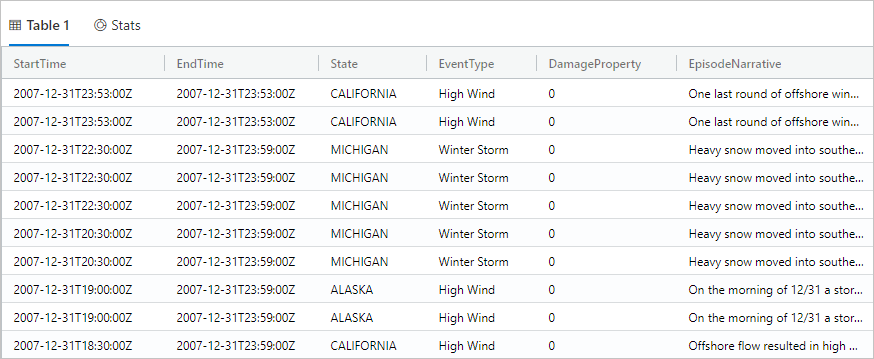 Table 1 Stats
StartTime EndTime State EventType DamageProperty EpisodeNarrative
2007-12-31T23:53:00Z 2007-12-31T23:53:00Z CALIFORNIA High Wind 0 One last round of offshore win...
2007-12-31T23:53:00Z 2007-12-31T23:53:00Z CALIFORNIA High Wind 0 One last round of offshore win...
2007-12-31T22:30:00Z 2007-12-31T23:59:00Z MICHIGAN Winter Storm 0 Heavy snow moved into southe...
2007-12-31T22:30:00Z 2007-12-31T23:59:00Z MICHIGAN Winter Storm 0 Heavy snow moved into southe...
2007-12-31T22:30:00Z 2007-12-31T23:59:00Z MICHIGAN Winter Storm 0 Heavy snow moved into southe...
2007-12-31T20:30:00Z 2007-12-31T23:59:00Z MICHIGAN Winter Storm 0 Heavy snow moved into southe...
2007-12-31T20:30:00Z 2007-12-31T23:59:00Z MICHIGAN Winter Storm 0 Heavy snow moved into southe...
2007-12-31T19:00:00Z 2007-12-31T23:59:00Z ALASKA High Wind 0 On the morning of 12/31 a stor...
2007-12-31T19:00:00Z 2007-12-31T23:59:00Z ALASKA High Wind 0 On the morning of 12/31 a stor...
2007-12-31T18:30:00Z 2007-12-31T23:59:00Z CALIFORNIA High Wind 0 Offshore flow resulted in high ...